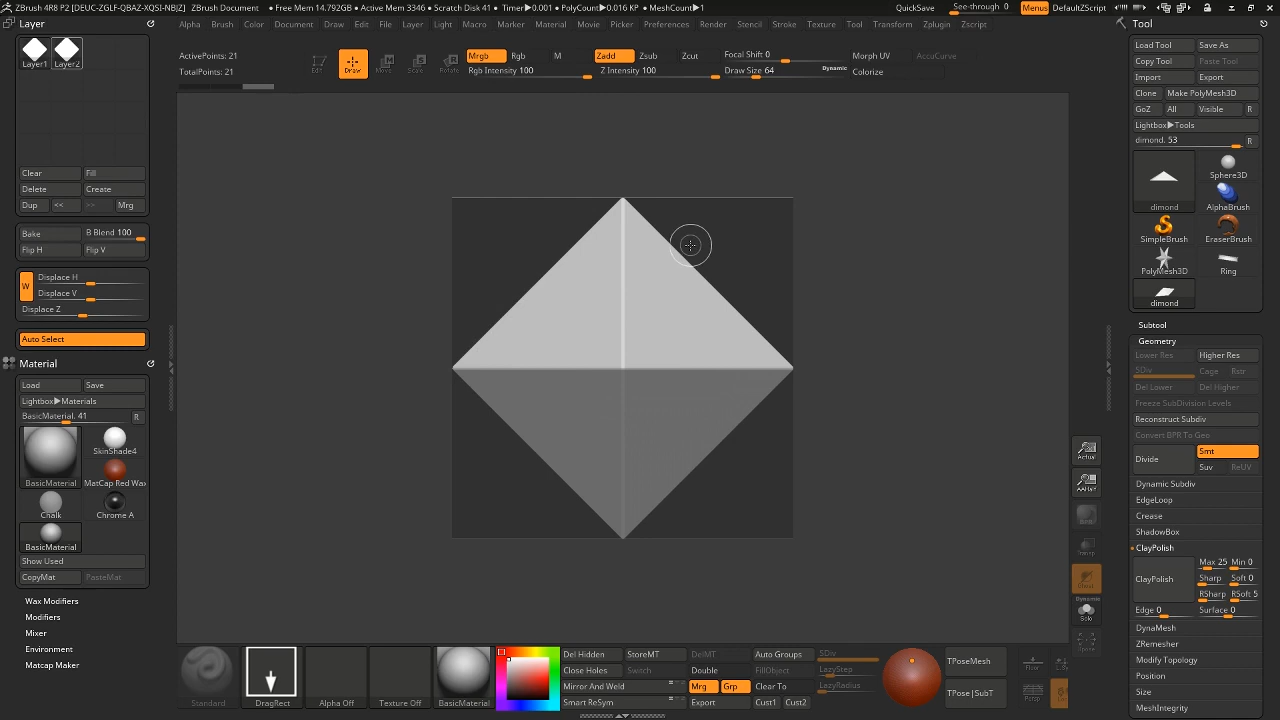 ZBrush 4R8 P2 [DEUC-ZGLF-QBAZ-XQSI-NB[Z] ZBrush Document • Free Mem 14.792GB • Active Mem 3346 • Scratch Disk 41 • Timer▶0.001 • PolyCount▶0.016 KP • MeshCount▶1 QuickSave See-through 0 Menus DefaultZScript
Alpha Brush Color Document Draw Edit File Layer Light Macro Marker Material Movie Picker Preferences Render Stencil Stroke Texture Tool Transform Zplugin Zscript
Layer
Layer1 Layer2
Clear Fill
Delete Create
Dup << >> Mrg
Bake B Blend 100
Flip H Flip V
W Displace H
Displace V
Displace Z
Auto Select
Material
Load Save
Lightbox▶Materials
BasicMaterial. 41 R
BasicMaterial SkinShade4
MatCap Red Wax
Chalk Chrome A
BasicMaterial
Show Used
CopyMat PasteMat
Wax Modifiers
Modifiers
Mixer
Environment
Matcap Maker
ActivePoints: 21
TotalPoints: 21
Edit Draw Move Scale Rotate
Mrgb Rgb M
Rgb Intensity 100
Zadd Zsub Zcut
Z Intensity 100
Focal Shift 0
Draw Size 64 Dynamic
Morph UV AccuCurve
Colorize
Actual
AAHalf
BPR
Transp
Ghost
Dynamic
Solo
Xpose
Tool
Load Tool Save As
Copy Tool Paste Tool
Import Export
Clone Make PolyMesh3D
GoZ All Visible R
Lightbox▶Tools
dimond. 53 R
dimond Sphere3D
AlphaBrush
SimpleBrush EraserBrush
PolyMesh3D Ring
dimond
Subtool
Geometry
Lower Res Higher Res
SDiv Cage Rstr
Del Lower Del Higher
Freeze SubDivision Levels
Reconstruct Subdiv
Convert BPR To Geo
Divide Smt
Suv ReUV
Dynamic Subdiv
EdgeLoop
Crease
ShadowBox
ClayPolish
ClayPolish Max 25 Min 0
Sharp Soft 0
RSharp RSoft 5
Edge 0 Surface 0
DynaMesh
ZRemesher
Modify Topology
Position
Size
MeshIntegrity
Standard DragRect Alpha Off Texture Off BasicMaterial
Del Hidden StoreMT DelMT Auto Groups
Close Holes Switch Double FillObject
Mirror And Weld Mrg Grp Clear To
Smart ReSym Export Cust1 Cust2
SDiv
LazyStep
LazyRadius
TPoseMesh
TPose|SubT
Floor
Persp